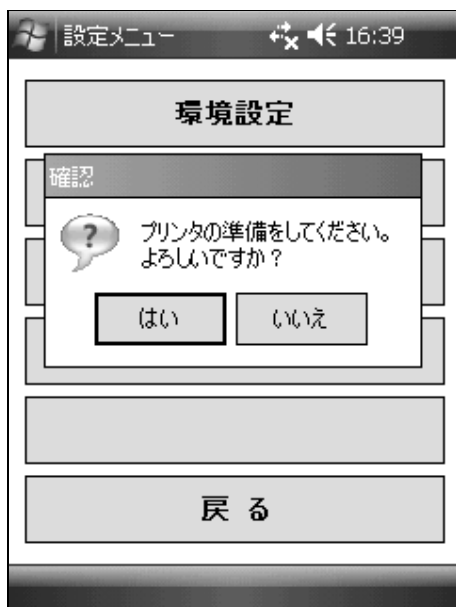 設定メニュー 16:39
環境設定
確認
プリンタの準備をしてください。
よろしいですか？
はい いいえ
戻 る